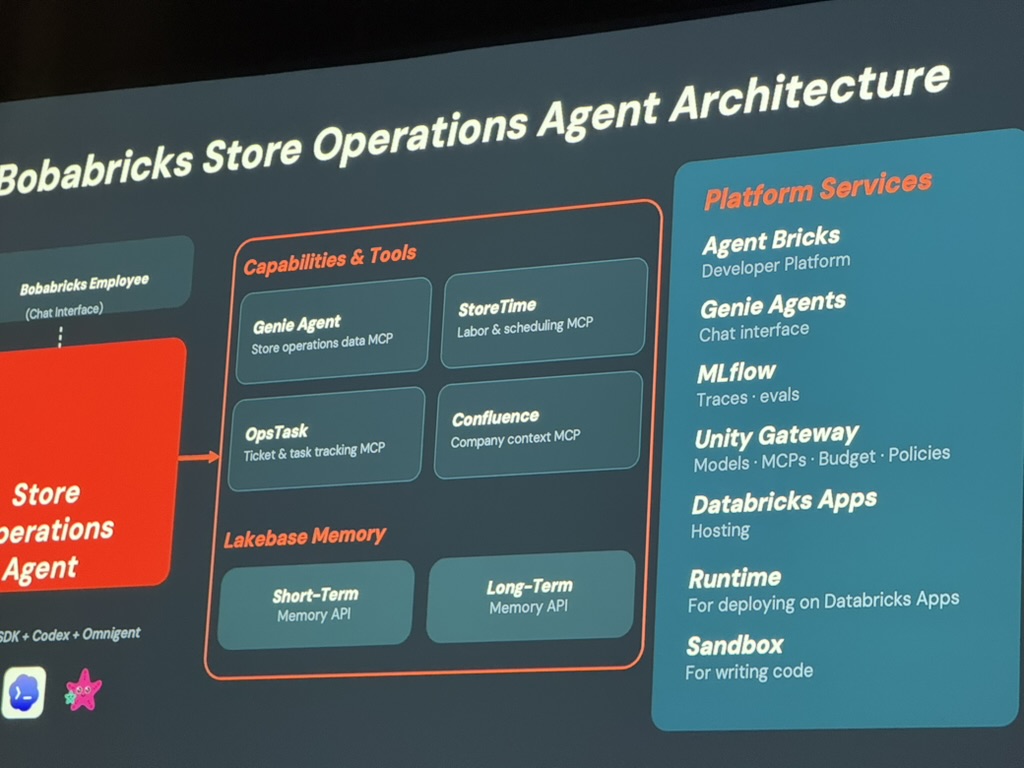 Bobabricks Store Operations Agent Architecture
Bobabricks Employee
(Chat Interface)
Store
perations
Agent
SDK + Codex + Omnigent
Capabilities & Tools
Genie Agent
Store operations data MCP
StoreTime
Labor & scheduling MCP
OpsTask
Ticket & task tracking MCP
Confluence
Company context MCP
Lakebase Memory
Short-Term
Memory API
Long-Term
Memory API
Platform Services
Agent Bricks
Developer Platform
Genie Agents
Chat interface
MLflow
Traces · evals
Unity Gateway
Models · MCPs · Budget · Policies
Databricks Apps
Hosting
Runtime
For deploying on Databricks Apps
Sandbox
For writing code